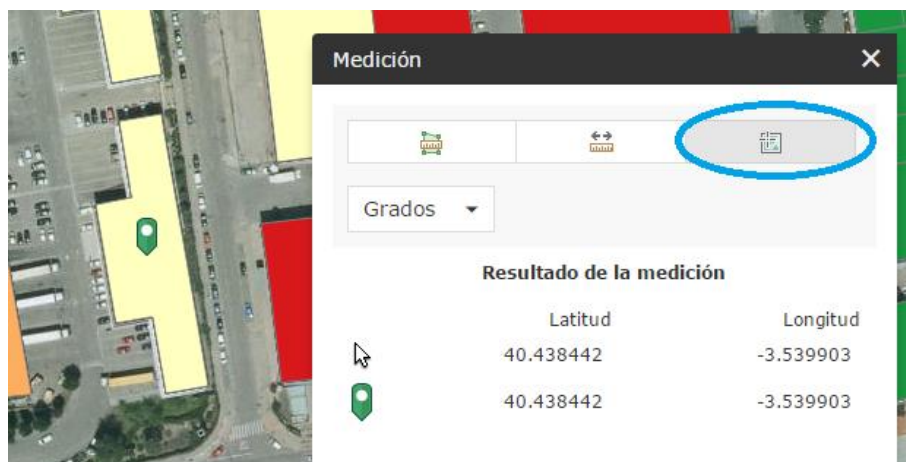 Medición
Grados
Resultado de la medición
Latitud Longitud
40.438442 -3.539903
40.438442 -3.539903